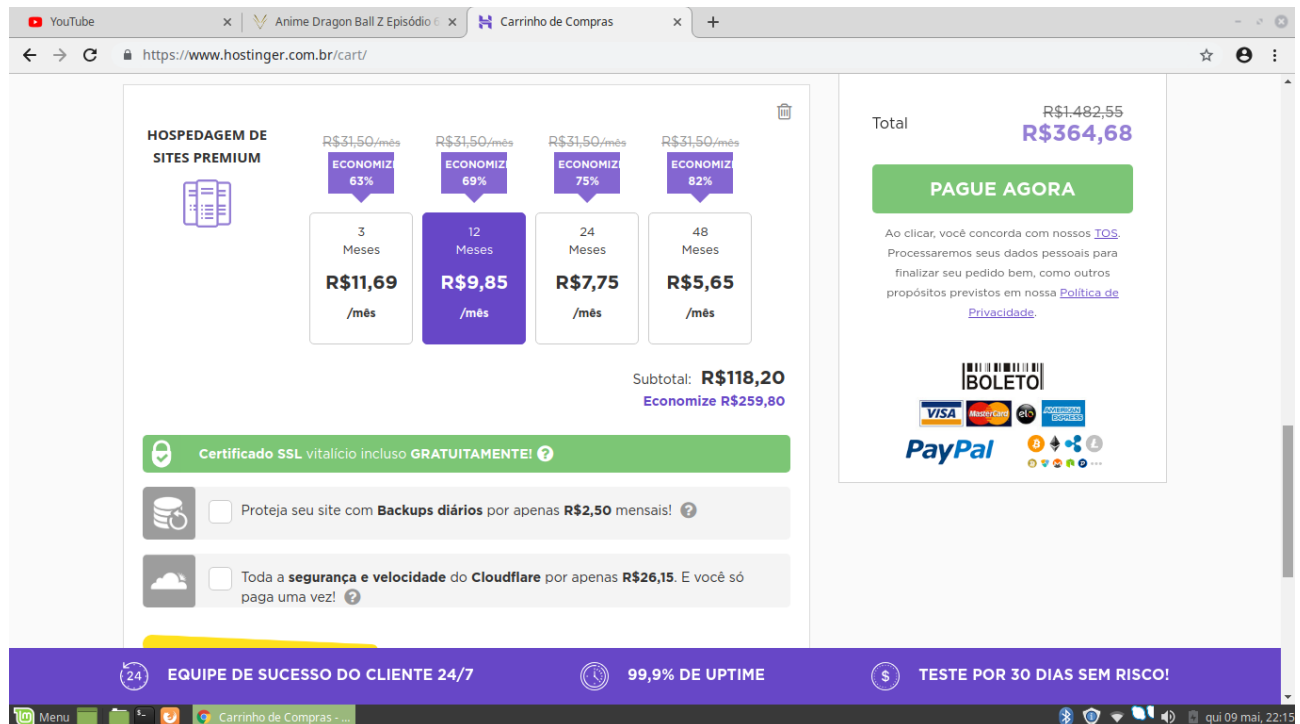 YouTube
Anime Dragon Ball Z Episódio 6
Carrinho de Compras
https://www.hostinger.com.br/cart/
HOSPEDAGEM DE
SITES PREMIUM
R$31,50/mês R$31,50/mês R$31,50/mês R$31,50/mês
ECONOMIZ ECONOMIZ ECONOMIZ ECONOMIZ
63% 69% 75% 82%
3 12 24 48
Meses Meses Meses Meses
R$11,69 R$9,85 R$7,75 R$5,65
/mês /mês /mês /mês
Subtotal: R$118,20
Economize R$259,80
Certificado SSL vitalício incluso GRATUITAMENTE! ?
Proteja seu site com Backups diários por apenas R$2,50 mensais! ?
Toda a segurança e velocidade do Cloudflare por apenas R$26,15. E você só
paga uma vez! ?
R$1.482,55
Total R$364,68
PAGUE AGORA
Ao clicar, você concorda com nossos TOS.
Processaremos seus dados pessoais para
finalizar seu pedido bem, como outros
propósitos previstos em nossa Política de
Privacidade.
BOLETO
VISA MasterCard elo AMERICAN EXPRESS
PayPal
24 EQUIPE DE SUCESSO DO CLIENTE 24/7
99,9% DE UPTIME
$ TESTE POR 30 DIAS SEM RISCO!
Menu
Carrinho de Compras - ...
qui 09 mai, 22:15